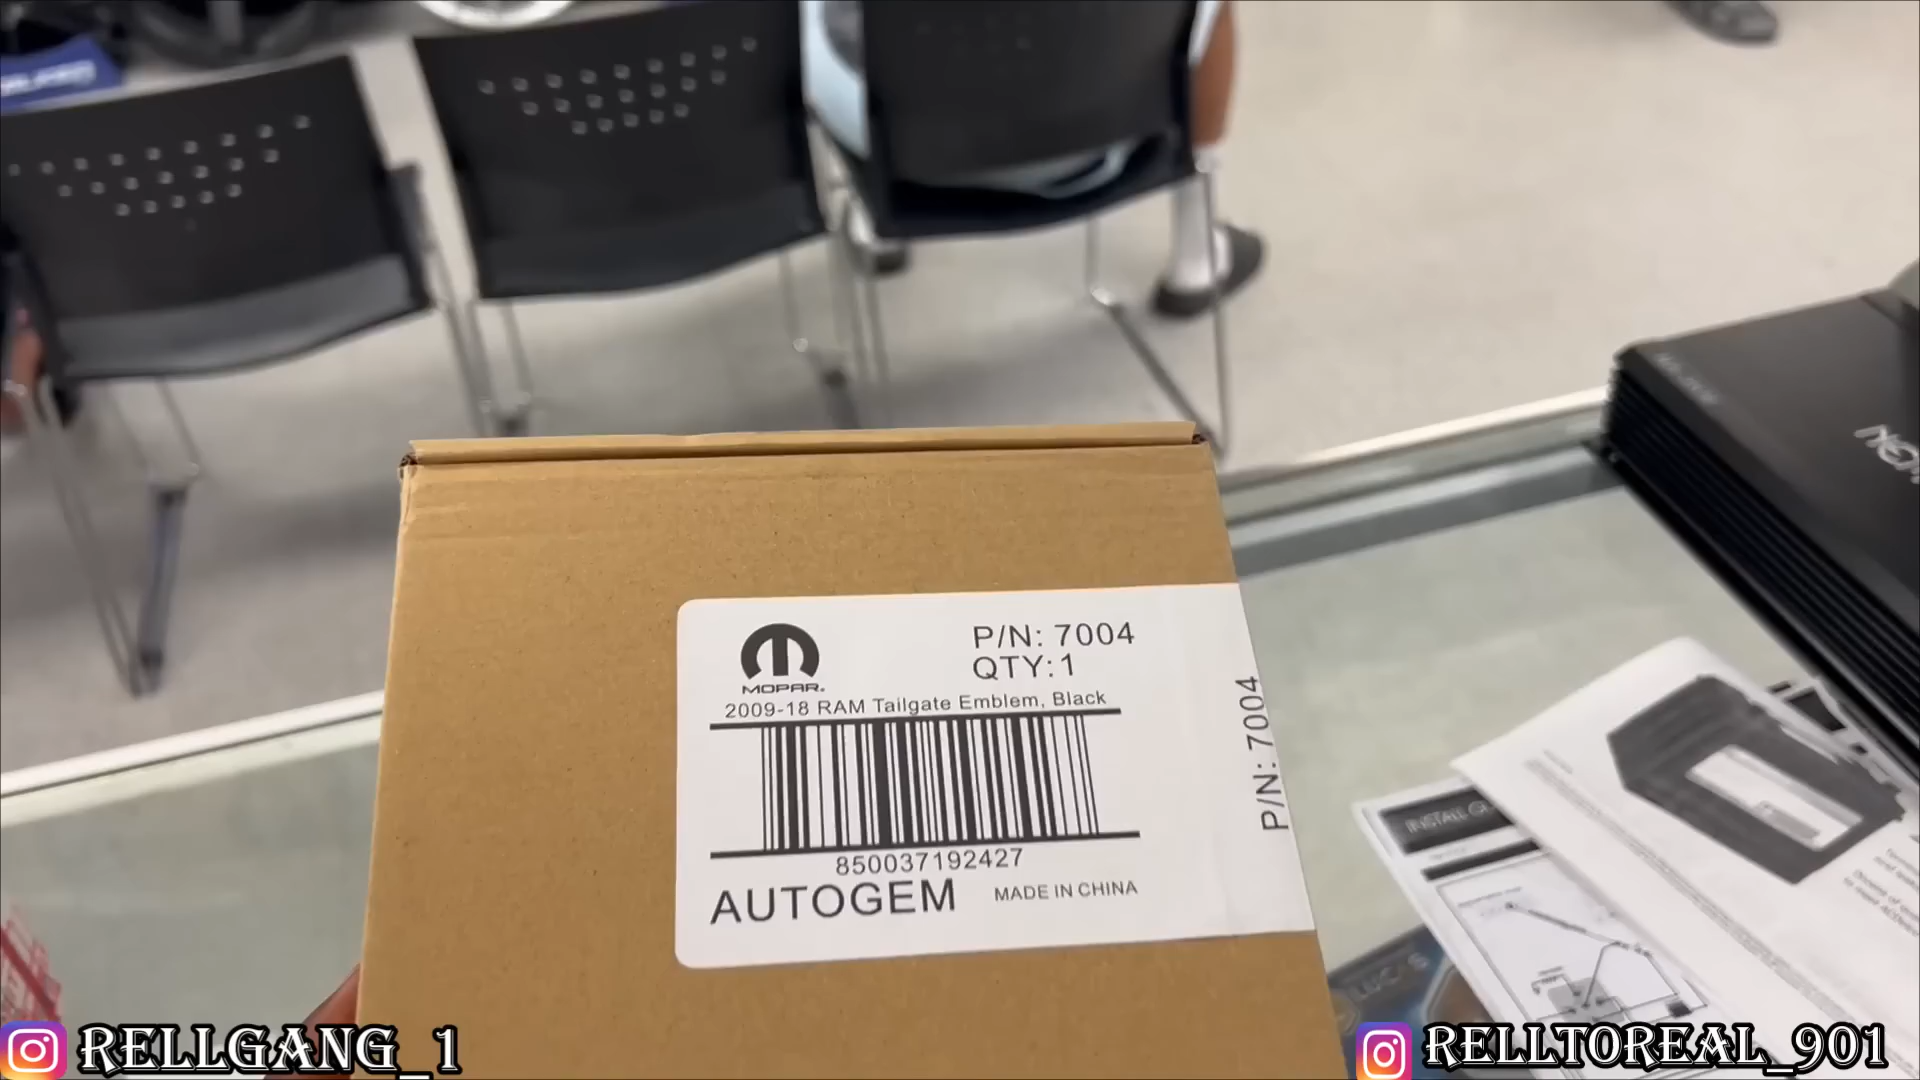 P/N: 7004
QTY:1
MOPAR.
2009-18 RAM Tailgate Emblem, Black
850037192427
AUTOGEM MADE IN CHINA
P/N: 7004
RELLGANG_1
RELLTOREAL_901